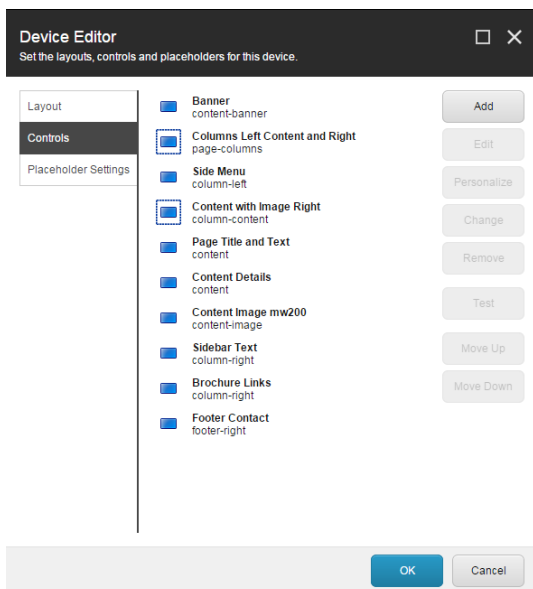 Device Editor
Set the layouts, controls and placeholders for this device.
Layout
Controls
Placeholder Settings
Banner
content-banner
Columns Left Content and Right
page-columns
Side Menu
column-left
Content with Image Right
column-content
Page Title and Text
content
Content Details
content
Content Image mw200
content-image
Sidebar Text
column-right
Brochure Links
column-right
Footer Contact
footer-right
Add
Edit
Personalize
Change
Remove
Test
Move Up
Move Down
OK
Cancel